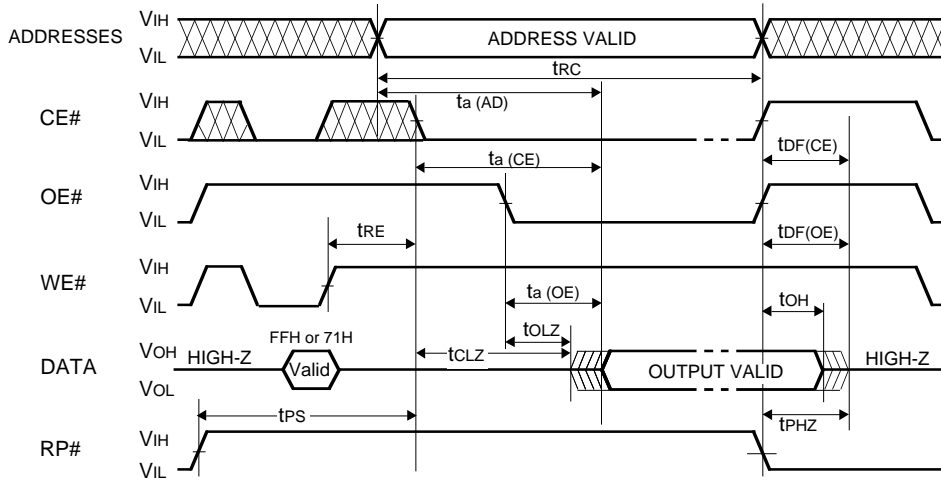 VIH
ADDRESSES
ADDRESS VALID
VIL
tRC
ta (AD)
VIH
CE#
VIL
tDF(CE)
ta (CE)
VIH
OE#
VIL
tRE
tDF(OE)
VIH
WE#
VIL
ta (OE)
tOH
tOLZ
FFH or 71H
VOH
HIGH-Z
tCLZ
HIGH-Z
DATA
Valid
OUTPUT VALID
VOL
tPS
tPHZ
VIH
RP#
VIL